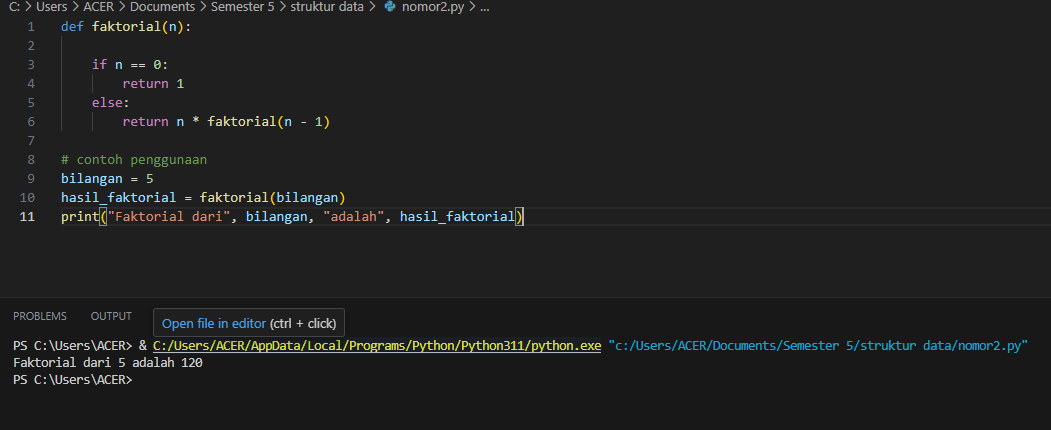 C: > Users > ACER > Documents > Semester 5 > struktur data > nomor2.py > ...
1 def faktorial(n):
2
3     if n == 0:
4         return 1
5     else:
6         return n * faktorial(n - 1)
7
8 # contoh penggunaan
9 bilangan = 5
10 hasil_faktorial = faktorial(bilangan)
11 print("Faktorial dari", bilangan, "adalah", hasil_faktorial)
PROBLEMS OUTPUT Open file in editor (ctrl + click)
PS C:\Users\ACER> & C:/Users/ACER/AppData/Local/Programs/Python/Python311/python.exe "c:/Users/ACER/Documents/Semester 5/struktur data/nomor2.py"
Faktorial dari 5 adalah 120
PS C:\Users\ACER>